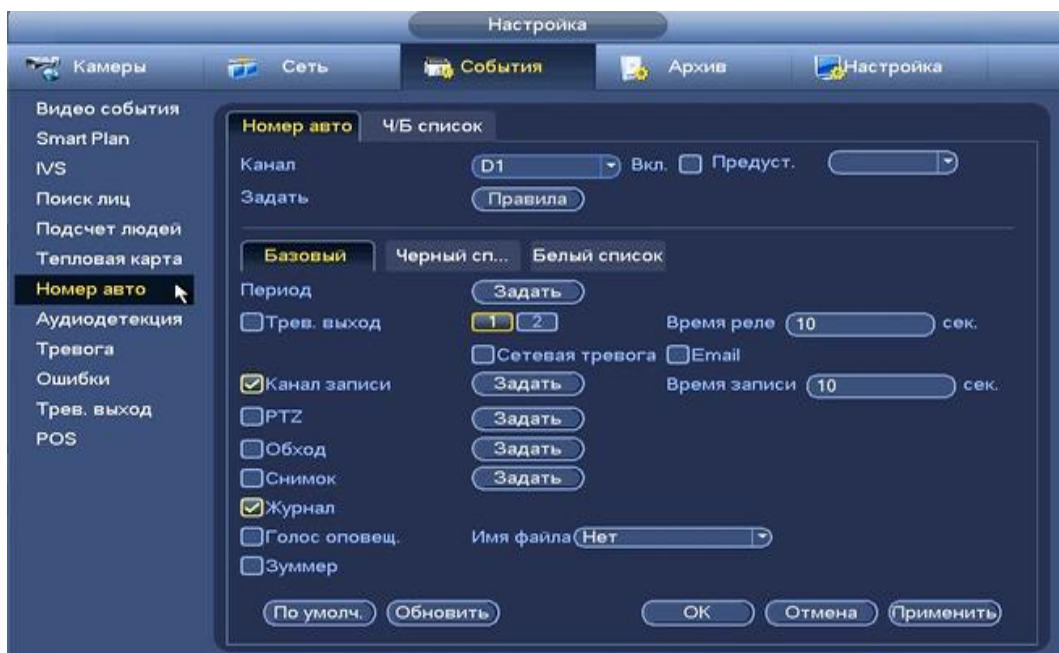 Настройка
Камеры Сеть События Архив Настройка
Видео события
Smart Plan
IVS
Поиск лиц
Подсчет людей
Тепловая карта
Номер авто
Аудиодетекция
Тревога
Ошибки
Трев. выход
POS
Номер авто Ч/Б список
Канал D1 Вкл. Предуст.
Задать Правила
Базовый Черный сп... Белый список
Период Задать
Трев. выход 1 2 Время реле 10 сек.
Сетевая тревога Email
Канал записи Задать Время записи 10 сек.
PTZ Задать
Обход Задать
Снимок Задать
Журнал
Голос оповещ. Имя файла Нет
Зуммер
По умолч. Обновить ОК Отмена Применить